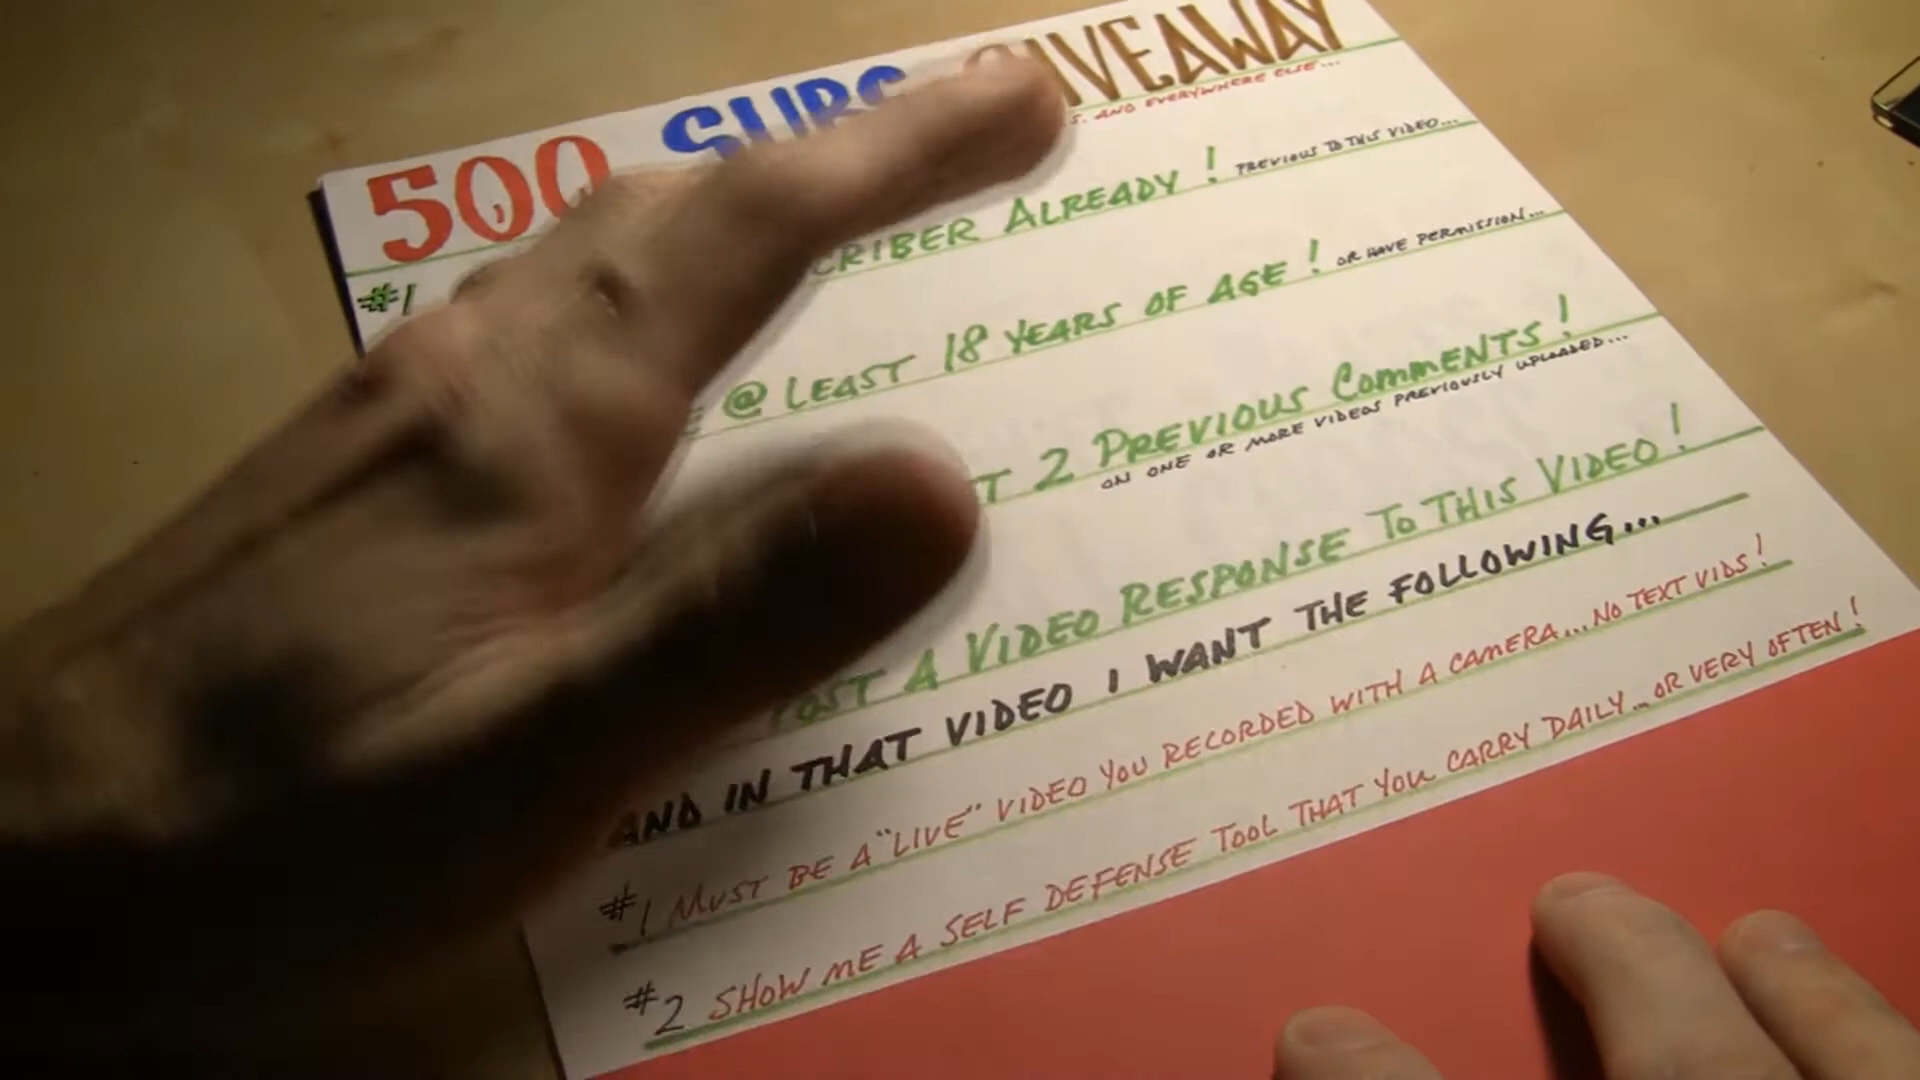 500 SUBS GIVEAWAY
AND EVERYWHERE ELSE...
#1 ALREADY! PREVIOUS TO THIS VIDEO...
@ LEAST 18 YEARS OF AGE! OR HAVE PERMISSION...
2 PREVIOUS COMMENTS!
ON ONE OR MORE VIDEOS PREVIOUSLY UPLOADED...
POST A VIDEO RESPONSE TO THIS VIDEO!
AND IN THAT VIDEO I WANT THE FOLLOWING...
#1 MUST BE A "LIVE" VIDEO YOU RECORDED WITH A CAMERA... NO TEXT VIDS!
#2 SHOW ME A SELF DEFENSE TOOL THAT YOU CARRY DAILY... OR VERY OFTEN!